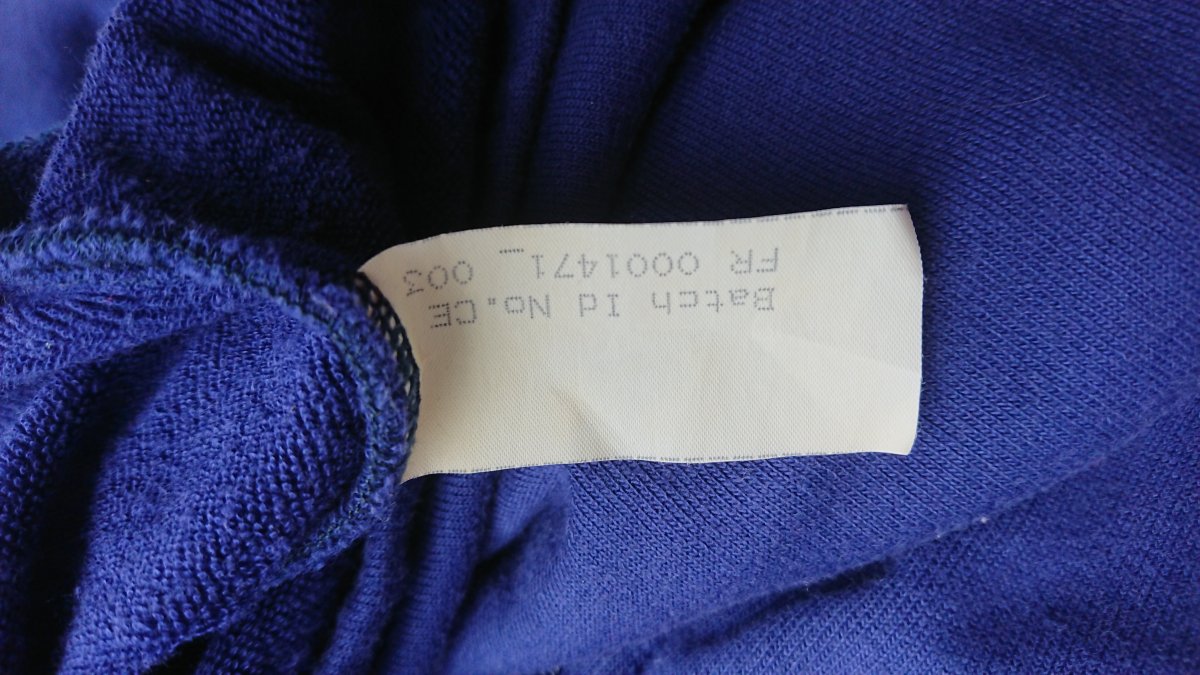 Batch Id No.CE
FR 0001471_ 003